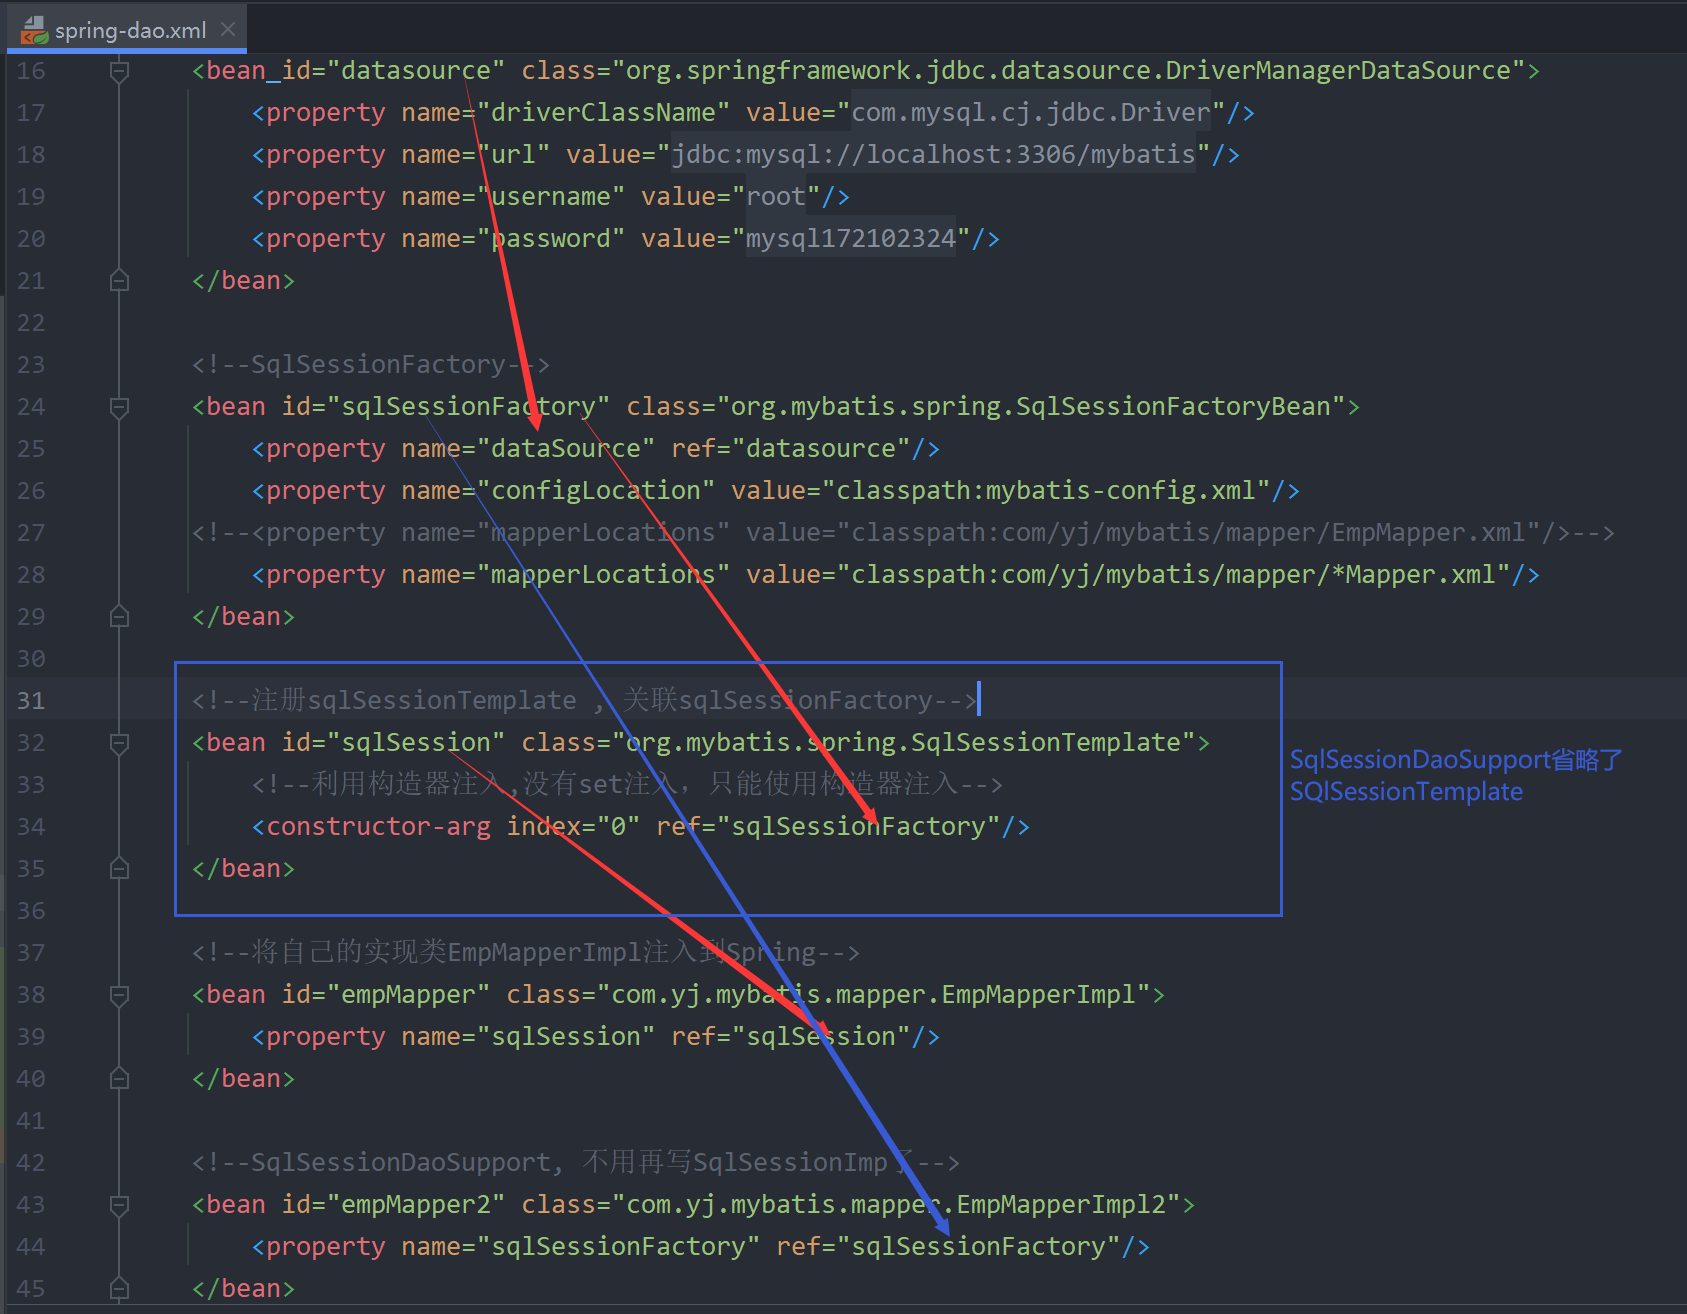 spring-dao.xml
16 <bean id="datasource" class="org.springframework.jdbc.datasource.DriverManagerDataSource">
17 <property name="driverClassName" value="com.mysql.cj.jdbc.Driver"/>
18 <property name="url" value="jdbc:mysql://localhost:3306/mybatis"/>
19 <property name="username" value="root"/>
20 <property name="password" value="mysql172102324"/>
21 </bean>
22
23 <!--SqlSessionFactory-->
24 <bean id="sqlSessionFactory" class="org.mybatis.spring.SqlSessionFactoryBean">
25 <property name="dataSource" ref="datasource"/>
26 <property name="configLocation" value="classpath:mybatis-config.xml"/>
27 <!--<property name="mapperLocations" value="classpath:com/yj/mybatis/mapper/EmpMapper.xml"/>-->
28 <property name="mapperLocations" value="classpath:com/yj/mybatis/mapper/*Mapper.xml"/>
29 </bean>
30
31 <!--注册sqlSessionTemplate , 关联sqlSessionFactory-->
32 <bean id="sqlSession" class="org.mybatis.spring.SqlSessionTemplate">
33 <!--利用构造器注入,没有set注入，只能使用构造器注入-->
34 <constructor-arg index="0" ref="sqlSessionFactory"/>
35 </bean>
36
SqlSessionDaoSupport省略了
SQlSessionTemplate
37 <!--将自己的实现类EmpMapperImpl注入到Spring-->
38 <bean id="empMapper" class="com.yj.mybatis.mapper.EmpMapperImpl">
39 <property name="sqlSession" ref="sqlSession"/>
40 </bean>
41
42 <!--SqlSessionDaoSupport, 不用再写SqlSessionImp了-->
43 <bean id="empMapper2" class="com.yj.mybatis.mapper.EmpMapperImpl2">
44 <property name="sqlSessionFactory" ref="sqlSessionFactory"/>
45 </bean>